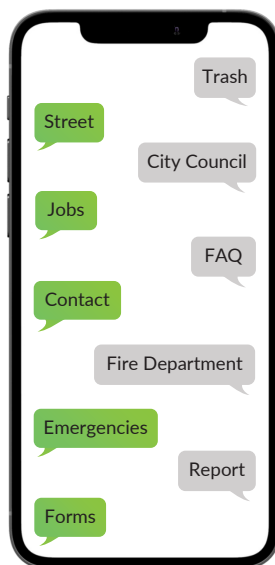 Trash
Street
City Council
Jobs
FAQ
Contact
Fire Department
Emergencies
Report
Forms